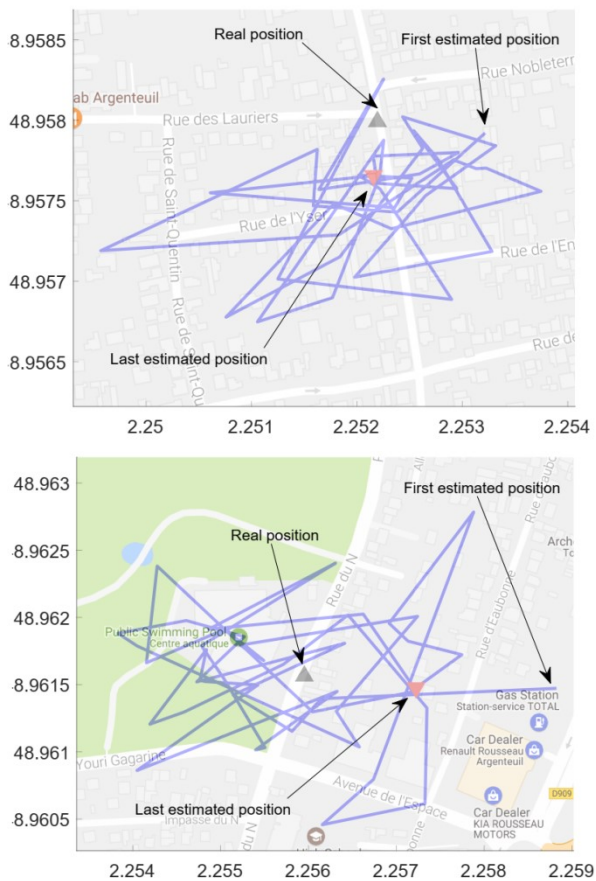 8.9585
Real position
First estimated position
Rue Nobleterr
ab Argenteuil
48.958
Rue des Lauriers
Rue de Saint-Quentin
8.9575
Rue de l'Yser
Rue de l'En
48.957
Rue de Saint-Qu
Last estimated position
Rue de
8.9565
2.25 2.251 2.252 2.253 2.254
48.963
First estimated position
Rue d'Eaubonne
8.9625
Real position
Arche
Rue du N
48.962
Public Swimming Pool
Centre aquatique
8.9615
Gas Station
Station-service TOTAL
Car Dealer
Renault Rousseau
Argenteuil
48.961
Youri Gagarine
Avenue de l'Espace
Last estimated position
D909
Car Dealer
KIA ROUSSEAU
MOTORS
8.9605
Impasse du N
du N
onne
2.254 2.255 2.256 2.257 2.258 2.259